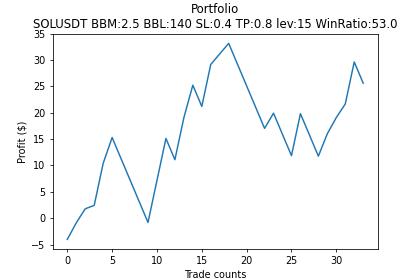 Portfolio
SOLUSDT BBM:2.5 BBL:140 SL:0.4 TP:0.8 lev:15 WinRatio:53.0
35
30
25
20
15
10
5
0
−5
Profit ($)
0 5 10 15 20 25 30
Trade counts